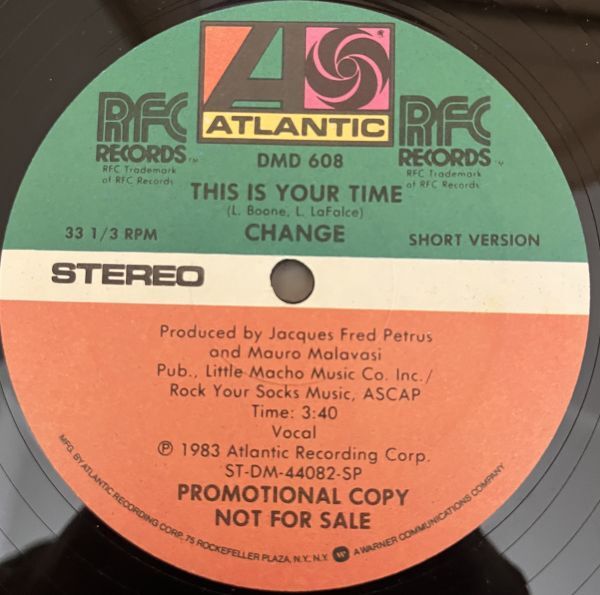 RFC
RECORDS™
RFC Trademark
of RFC Records
ATLANTIC
®
RFC
RECORDS
RFC Trademark
of RFC Records
DMD 608
THIS IS YOUR TIME
(L. Boone, L. LaFalce)
33 1/3 RPM
CHANGE
SHORT VERSION
STEREO
Produced by Jacques Fred Petrus
and Mauro Malavasi
Pub., Little Macho Music Co. Inc./
Rock Your Socks Music, ASCAP
Time: 3:40
Vocal
℗ 1983 Atlantic Recording Corp.
ST-DM-44082-SP
PROMOTIONAL COPY
NOT FOR SALE
MFG. BY ATLANTIC RECORDING CORP., 75 ROCKEFELLER PLAZA, N.Y., N.Y. A WARNER COMMUNICATIONS COMPANY